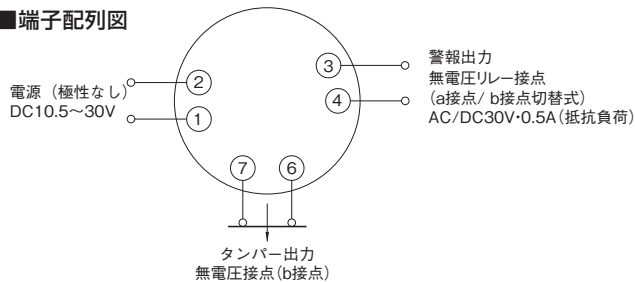 ■端子配列図
電源（極性なし）
DC10.5〜30V
②
①
③
④
警報出力
無電圧リレー接点
(a接点/ b接点切替式)
AC/DC30V･0.5A(抵抗負荷)
⑦ ⑥
タンパー出力
無電圧接点(b接点)